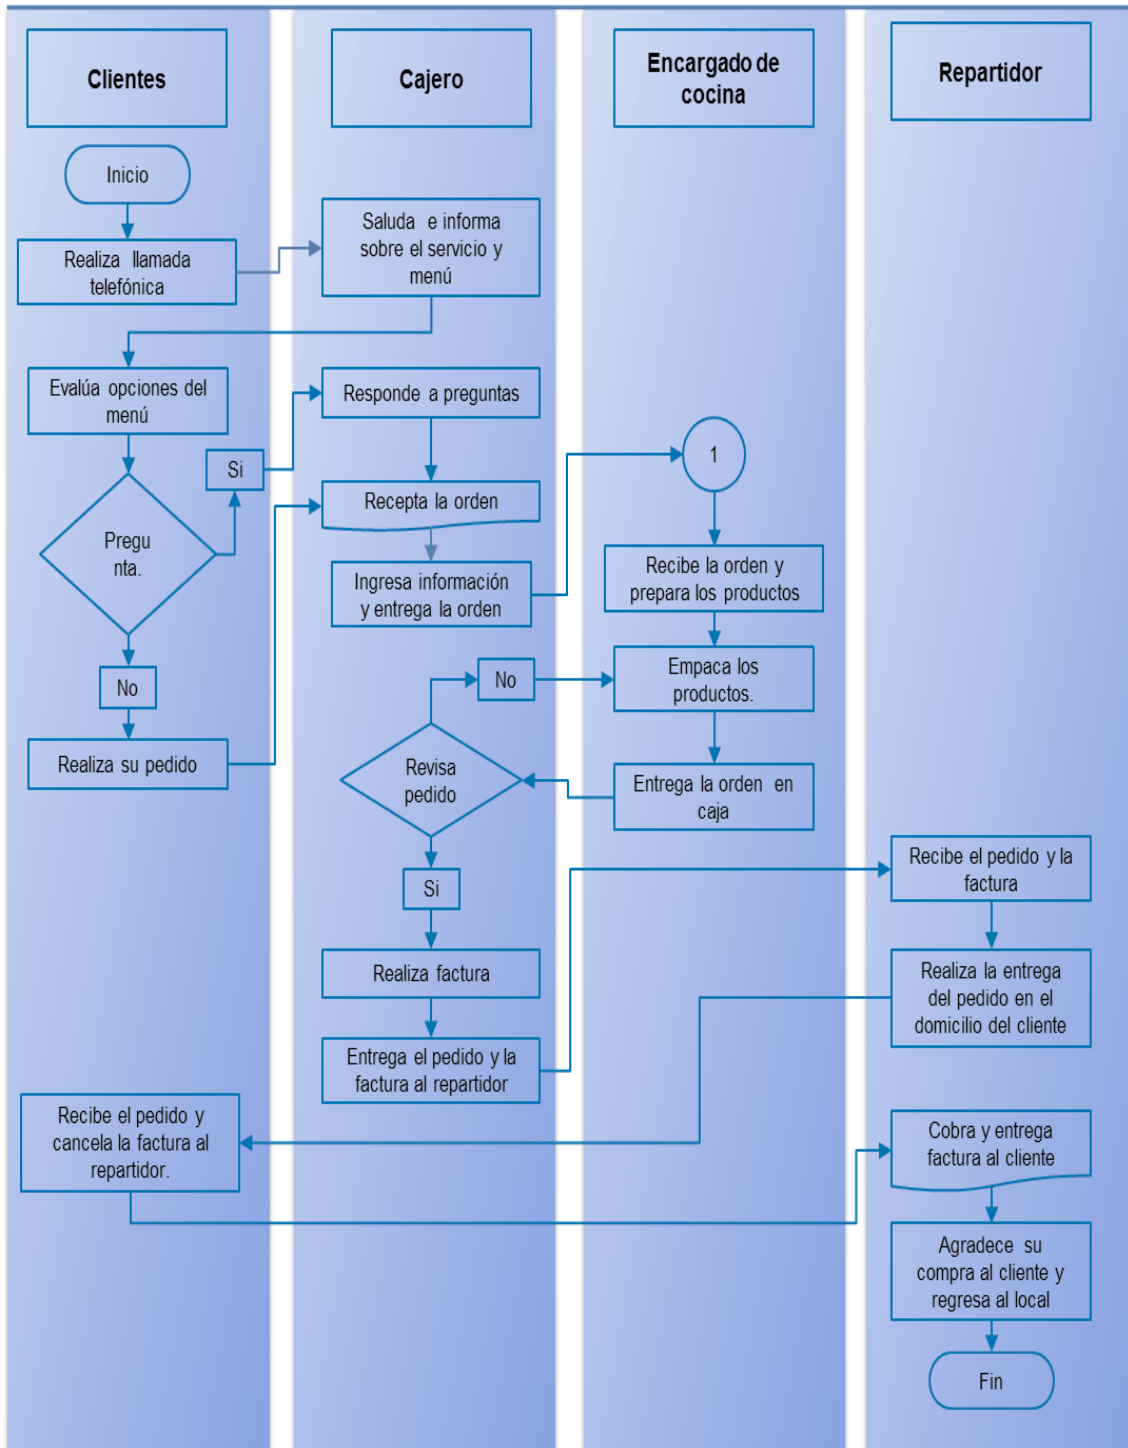 Clientes
Cajero
Encargado de
cocina
Repartidor
Inicio
Realiza llamada
telefónica
Saluda e informa
sobre el servicio y
menú
Evalúa opciones del
menú
Responde a preguntas
Si
1
Pregu
nta.
Recepta la orden
Ingresa información
y entrega la orden
Recibe la orden y
prepara los productos
No
Realiza su pedido
No
Empaca los
productos.
Revisa
pedido
Entrega la orden en
caja
Si
Recibe el pedido y la
factura
Realiza factura
Realiza la entrega
del pedido en el
domicilio del cliente
Entrega el pedido y la
factura al repartidor
Recibe el pedido y
cancela la factura al
repartidor.
Cobra y entrega
factura al cliente
Agradece su
compra al cliente y
regresa al local
Fin